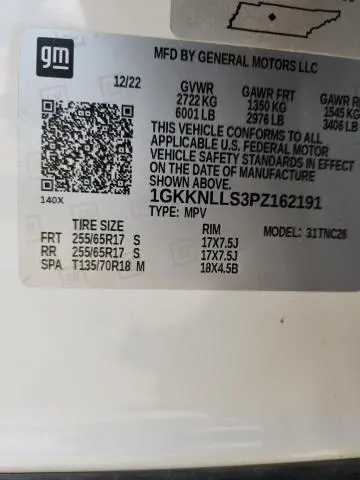 gm
MFD BY GENERAL MOTORS LLC
12/22 GVWR GAWR FRT GAWR
2722 KG 1350 KG 1545 KG
6001 LB 2976 LB 3406 LB
THIS VEHICLE CONFORMS TO ALL
APPLICABLE U.S. FEDERAL MOTOR
VEHICLE SAFETY STANDARDS IN EFFECT
ON THE DATE OF MANUFACTURE
SHOWN ABOVE.
140X 1GKKNLLS3PZ162191
TYPE: MPV
TIRE SIZE RIM MODEL: 31TNC26
FRT 255/65R17 S 17X7.5J
RR 255/65R17 S 17X7.5J
SPA T135/70R18 M 18X4.5B